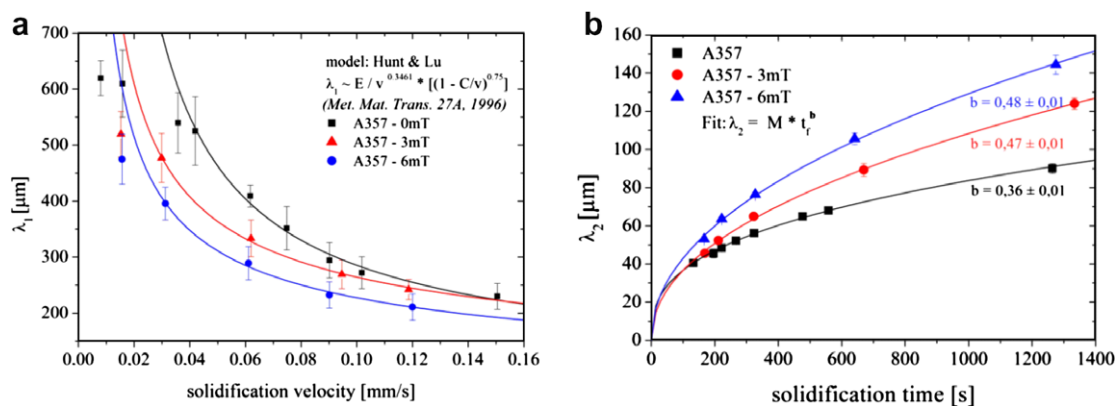 a
700
600
500
400
300
200
λ₁ [µm]
model: Hunt & Lu
λ₁ ~ E / v ^0.3461 * [(1 - C/v)^0.75]
(Met. Mat. Trans. 27A, 1996)
A357 - 0mT
A357 - 3mT
A357 - 6mT
0.00 0.02 0.04 0.06 0.08 0.10 0.12 0.14 0.16
solidification velocity [mm/s]
b
160
140
120
100
80
60
40
20
0
λ₂ [µm]
A357
A357 - 3mT
A357 - 6mT
Fit: λ₂ = M * t_f^b
b = 0,48 ± 0,01
b = 0,47 ± 0,01
b = 0,36 ± 0,01
0 200 400 600 800 1000 1200 1400
solidification time [s]